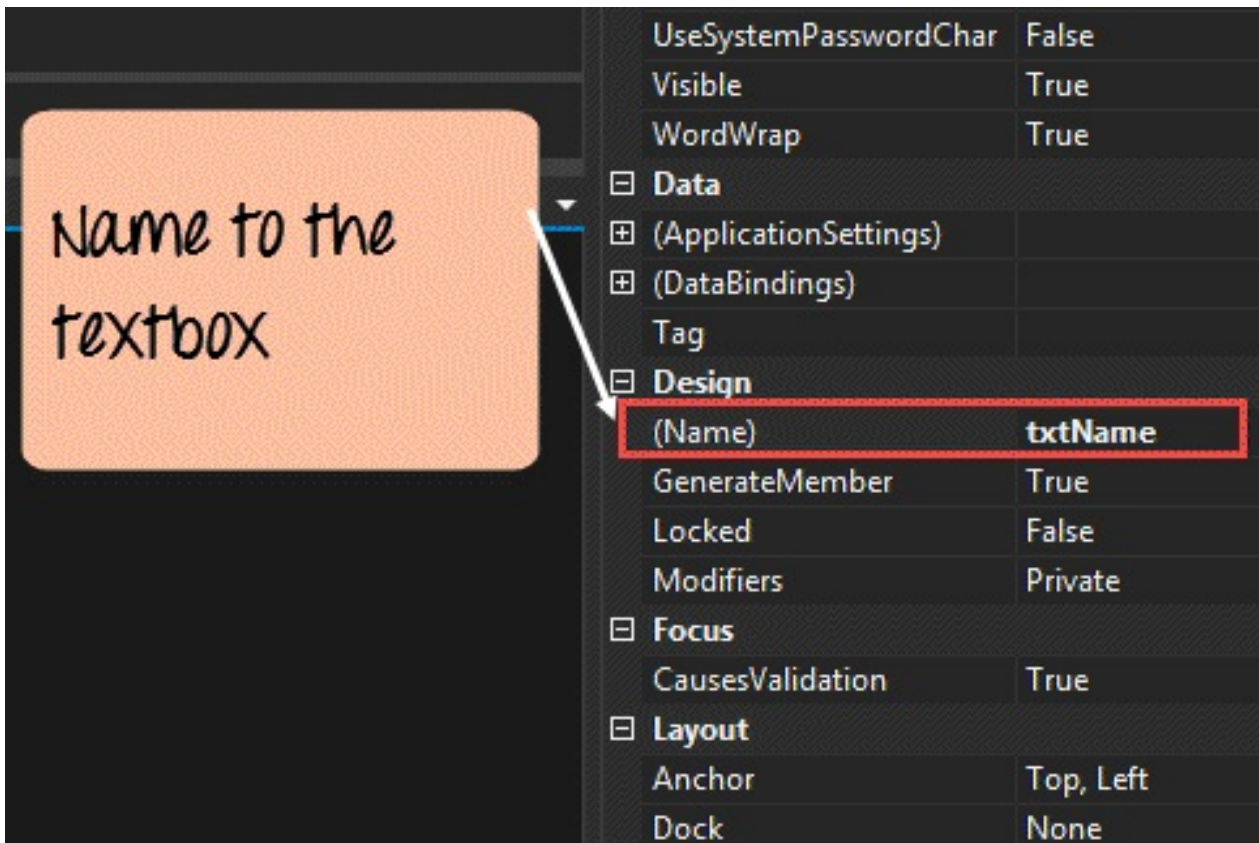 UseSystemPasswordChar False
Visible True
WordWrap True
Name to the
textbox
Data
(ApplicationSettings)
(DataBindings)
Tag
Design
(Name) txtName
GenerateMember True
Locked False
Modifiers Private
Focus
CausesValidation True
Layout
Anchor Top, Left
Dock None